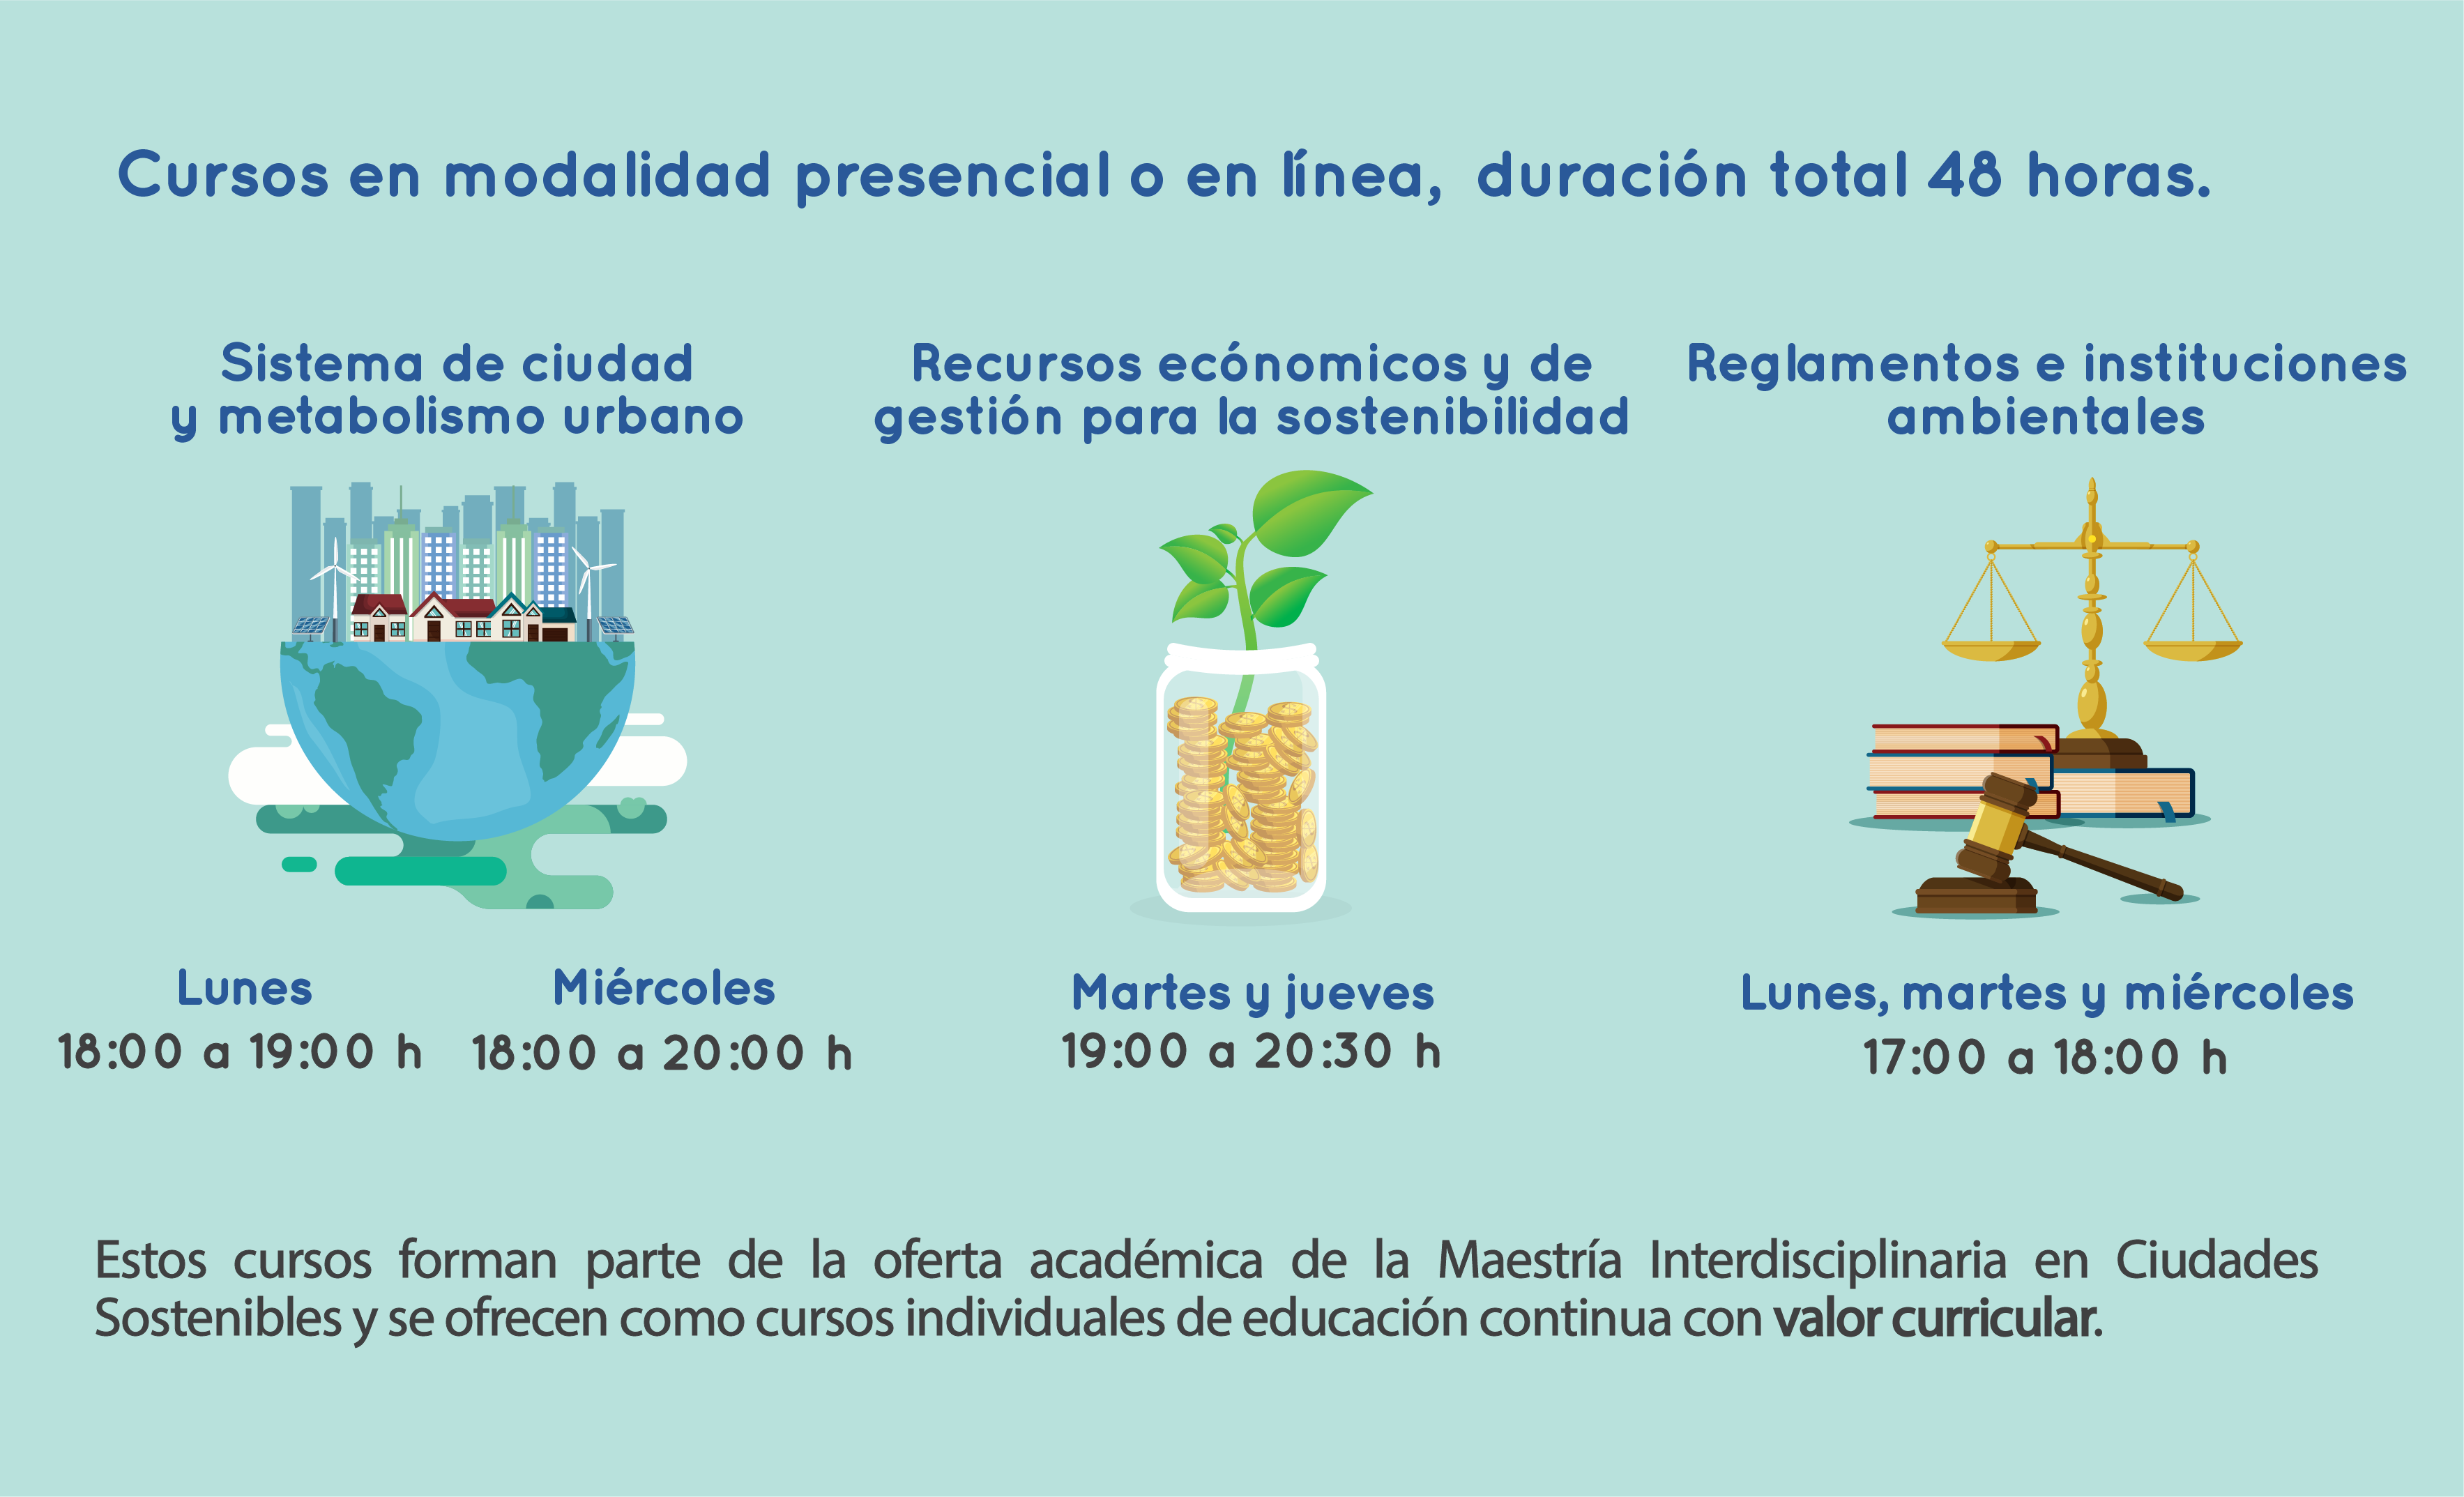 Cursos en modalidad presencial o en línea, duración total 48 horas.
Sistema de ciudad
y metabolismo urbano
Recursos ecónomicos y de
gestión para la sostenibilidad
Reglamentos e instituciones
ambientales
Lunes
18:00 a 19:00 h
Miércoles
18:00 a 20:00 h
Martes y jueves
19:00 a 20:30 h
Lunes, martes y miércoles
17:00 a 18:00 h
Estos cursos forman parte de la oferta académica de la Maestría Interdisciplinaria en Ciudades
Sostenibles y se ofrecen como cursos individuales de educación continua con valor curricular.